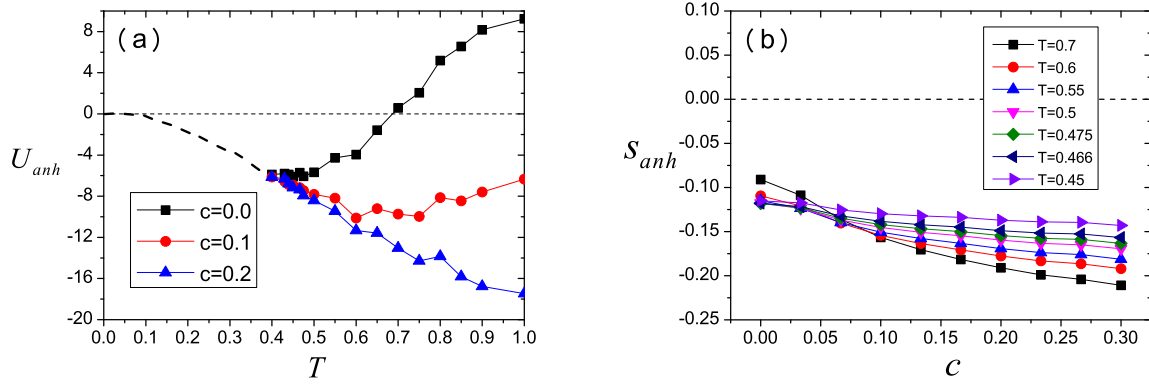 (a)
8
4
0
-4
-8
-12
-16
-20
U anh
c=0.0
c=0.1
c=0.2
0.0 0.1 0.2 0.3 0.4 0.5 0.6 0.7 0.8 0.9 1.0
T
(b)
0.10
0.05
0.00
-0.05
-0.10
-0.15
-0.20
-0.25
s anh
T=0.7
T=0.6
T=0.55
T=0.5
T=0.475
T=0.466
T=0.45
0.00 0.05 0.10 0.15 0.20 0.25 0.30
c